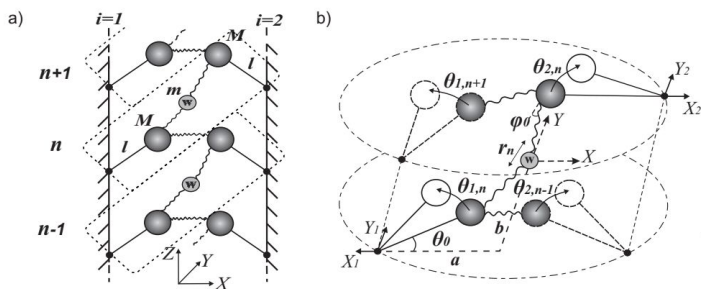 a)
i=1
i=2
M
n+1
l
m
w
M
n
l
w
n-1
Z
Y
X
b)
θ1,n+1
θ2,n
Y2
X2
φ0
Y
rn
w
X
θ1,n
θ2,n-1
Y1
X1
θ0
b
a